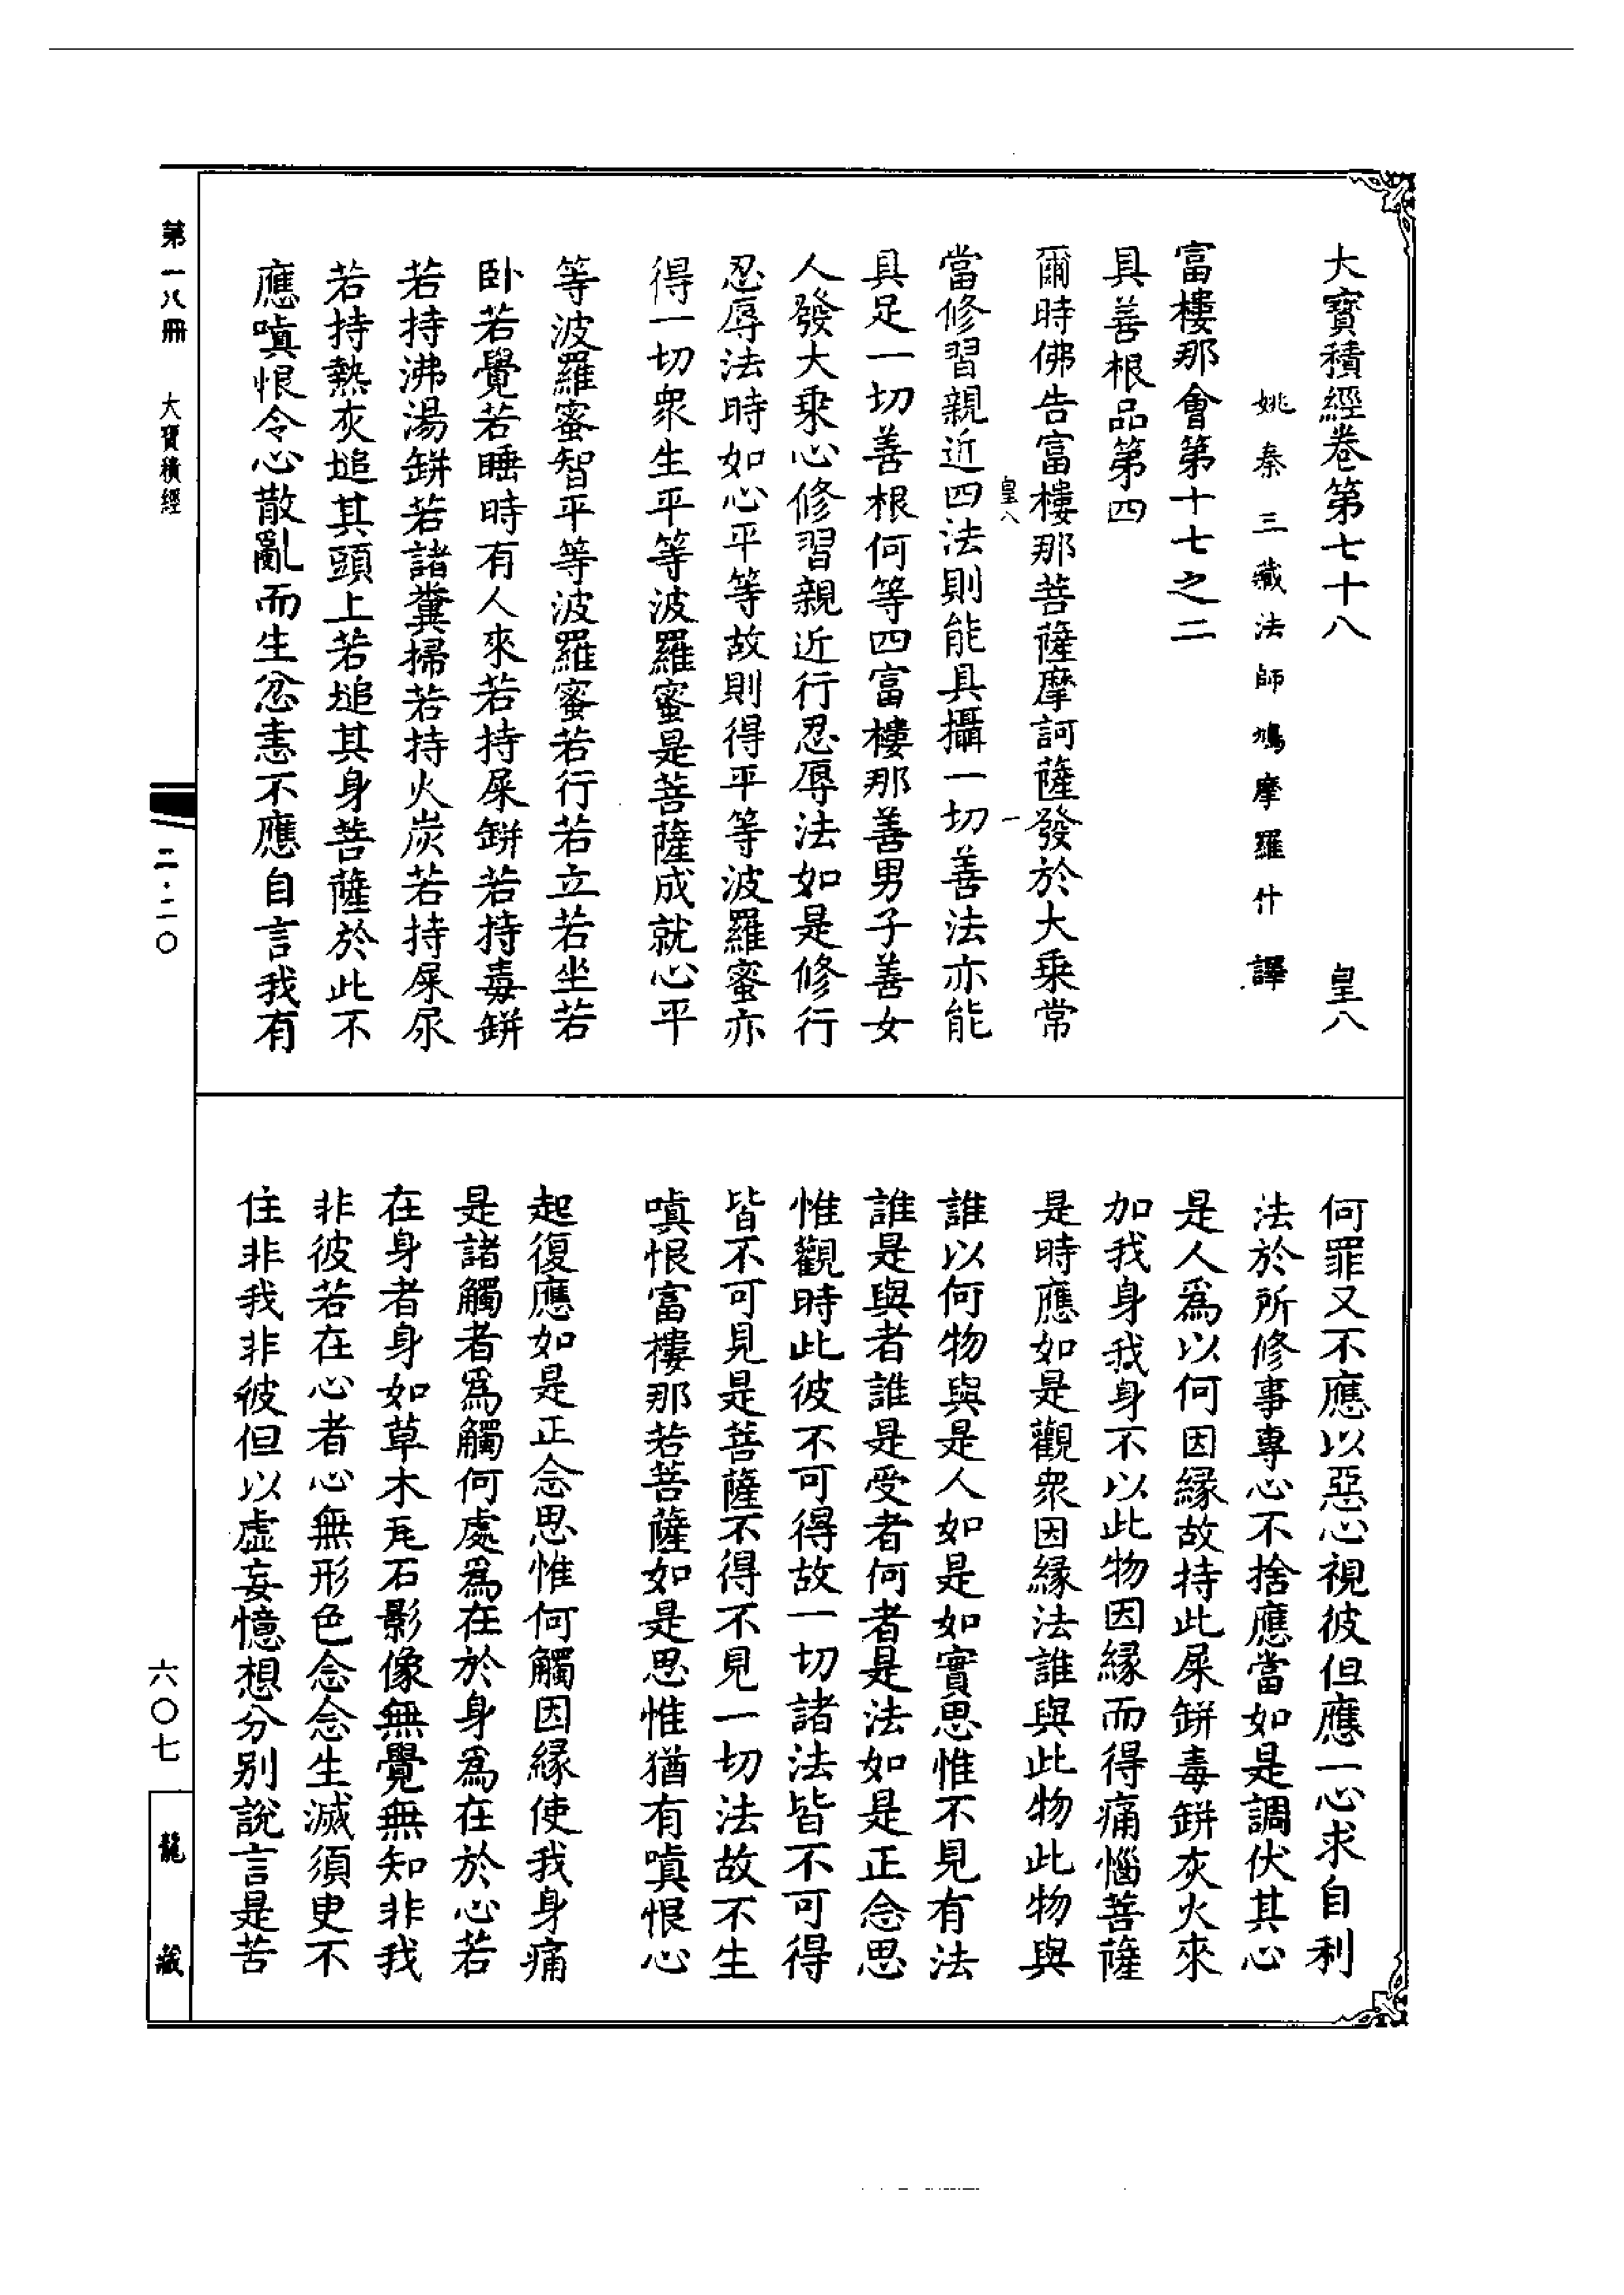 大寶積經卷第七十八　皇八
姚秦三藏法師鳩摩羅什譯
富樓那會第十七之二
具善根品第四
爾時佛告富樓那菩薩摩訶薩發於大乘常
皇八　一
當修習親近四法則能具攝一切善法亦能
具足一切善根何等四富樓那善男子善女
人發大乘心修習親近行忍辱法如是修行
忍辱法時如心平等故則得平等波羅蜜亦
得一切眾生平等波羅蜜是菩薩成就心平
等波羅蜜智平等波羅蜜若行若立若坐若
卧若覺若睡時有人來若持屎缾若持毒缾
若持沸湯缾若諸糞掃若持火炭若持屎尿
若持熱灰塠其頭上若塠其身菩薩於此不
應嗔恨令心散亂而生忿恚不應自言我有
何罪又不應以惡心視彼但應一心求自利
法於所修事專心不捨應當如是調伏其心
是人為以何因緣故持此屎缾毒缾灰火來
加我身我身不以此物因緣而得痛惱菩薩
是時應如是觀眾因緣法誰與此物此物與
誰以何物與是人如是如實思惟不見有法
誰是與者誰是受者何者是法如是正念思
惟觀時此彼不可得故一切諸法皆不可得
皆不可見是菩薩不得不見一切法故不生
嗔恨富樓那若菩薩如是思惟猶有嗔恨心
起復應如是正念思惟何觸因緣使我身痛
是諸觸者為觸何處為在於身為在於心若
在身者身如草木瓦石影像無覺無知非我
非彼若在心者心無形色念念生滅須臾不
住非我非彼但以虛妄憶想分別說言是苦
第一八冊　大寶積經
二·二〇
六〇七
龍藏